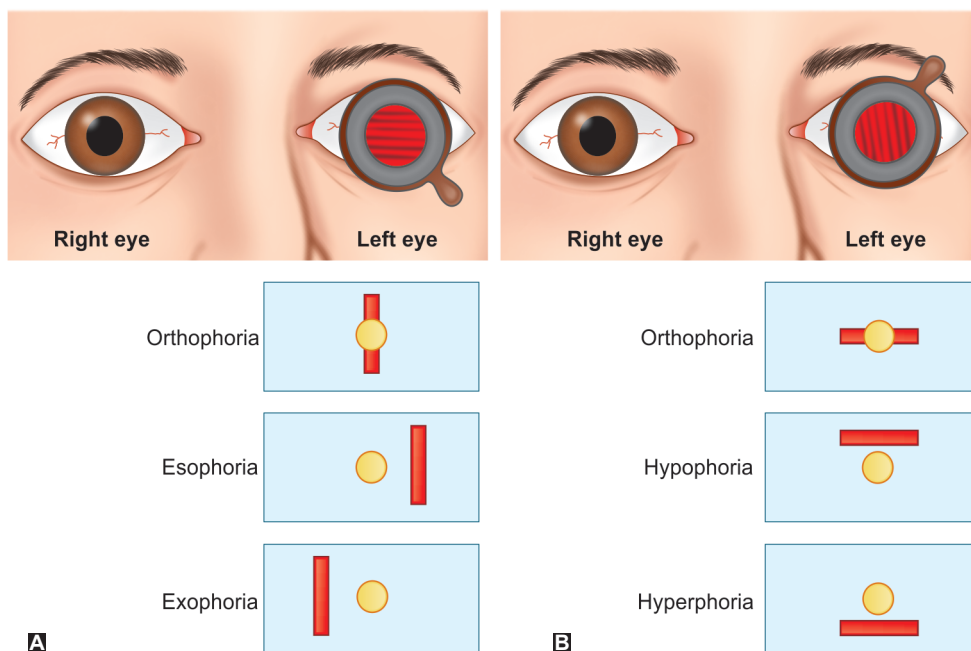 Right eye
Left eye
Orthophoria
Esophoria
Exophoria
A
Right eye
Left eye
Orthophoria
Hypophoria
Hyperphoria
B